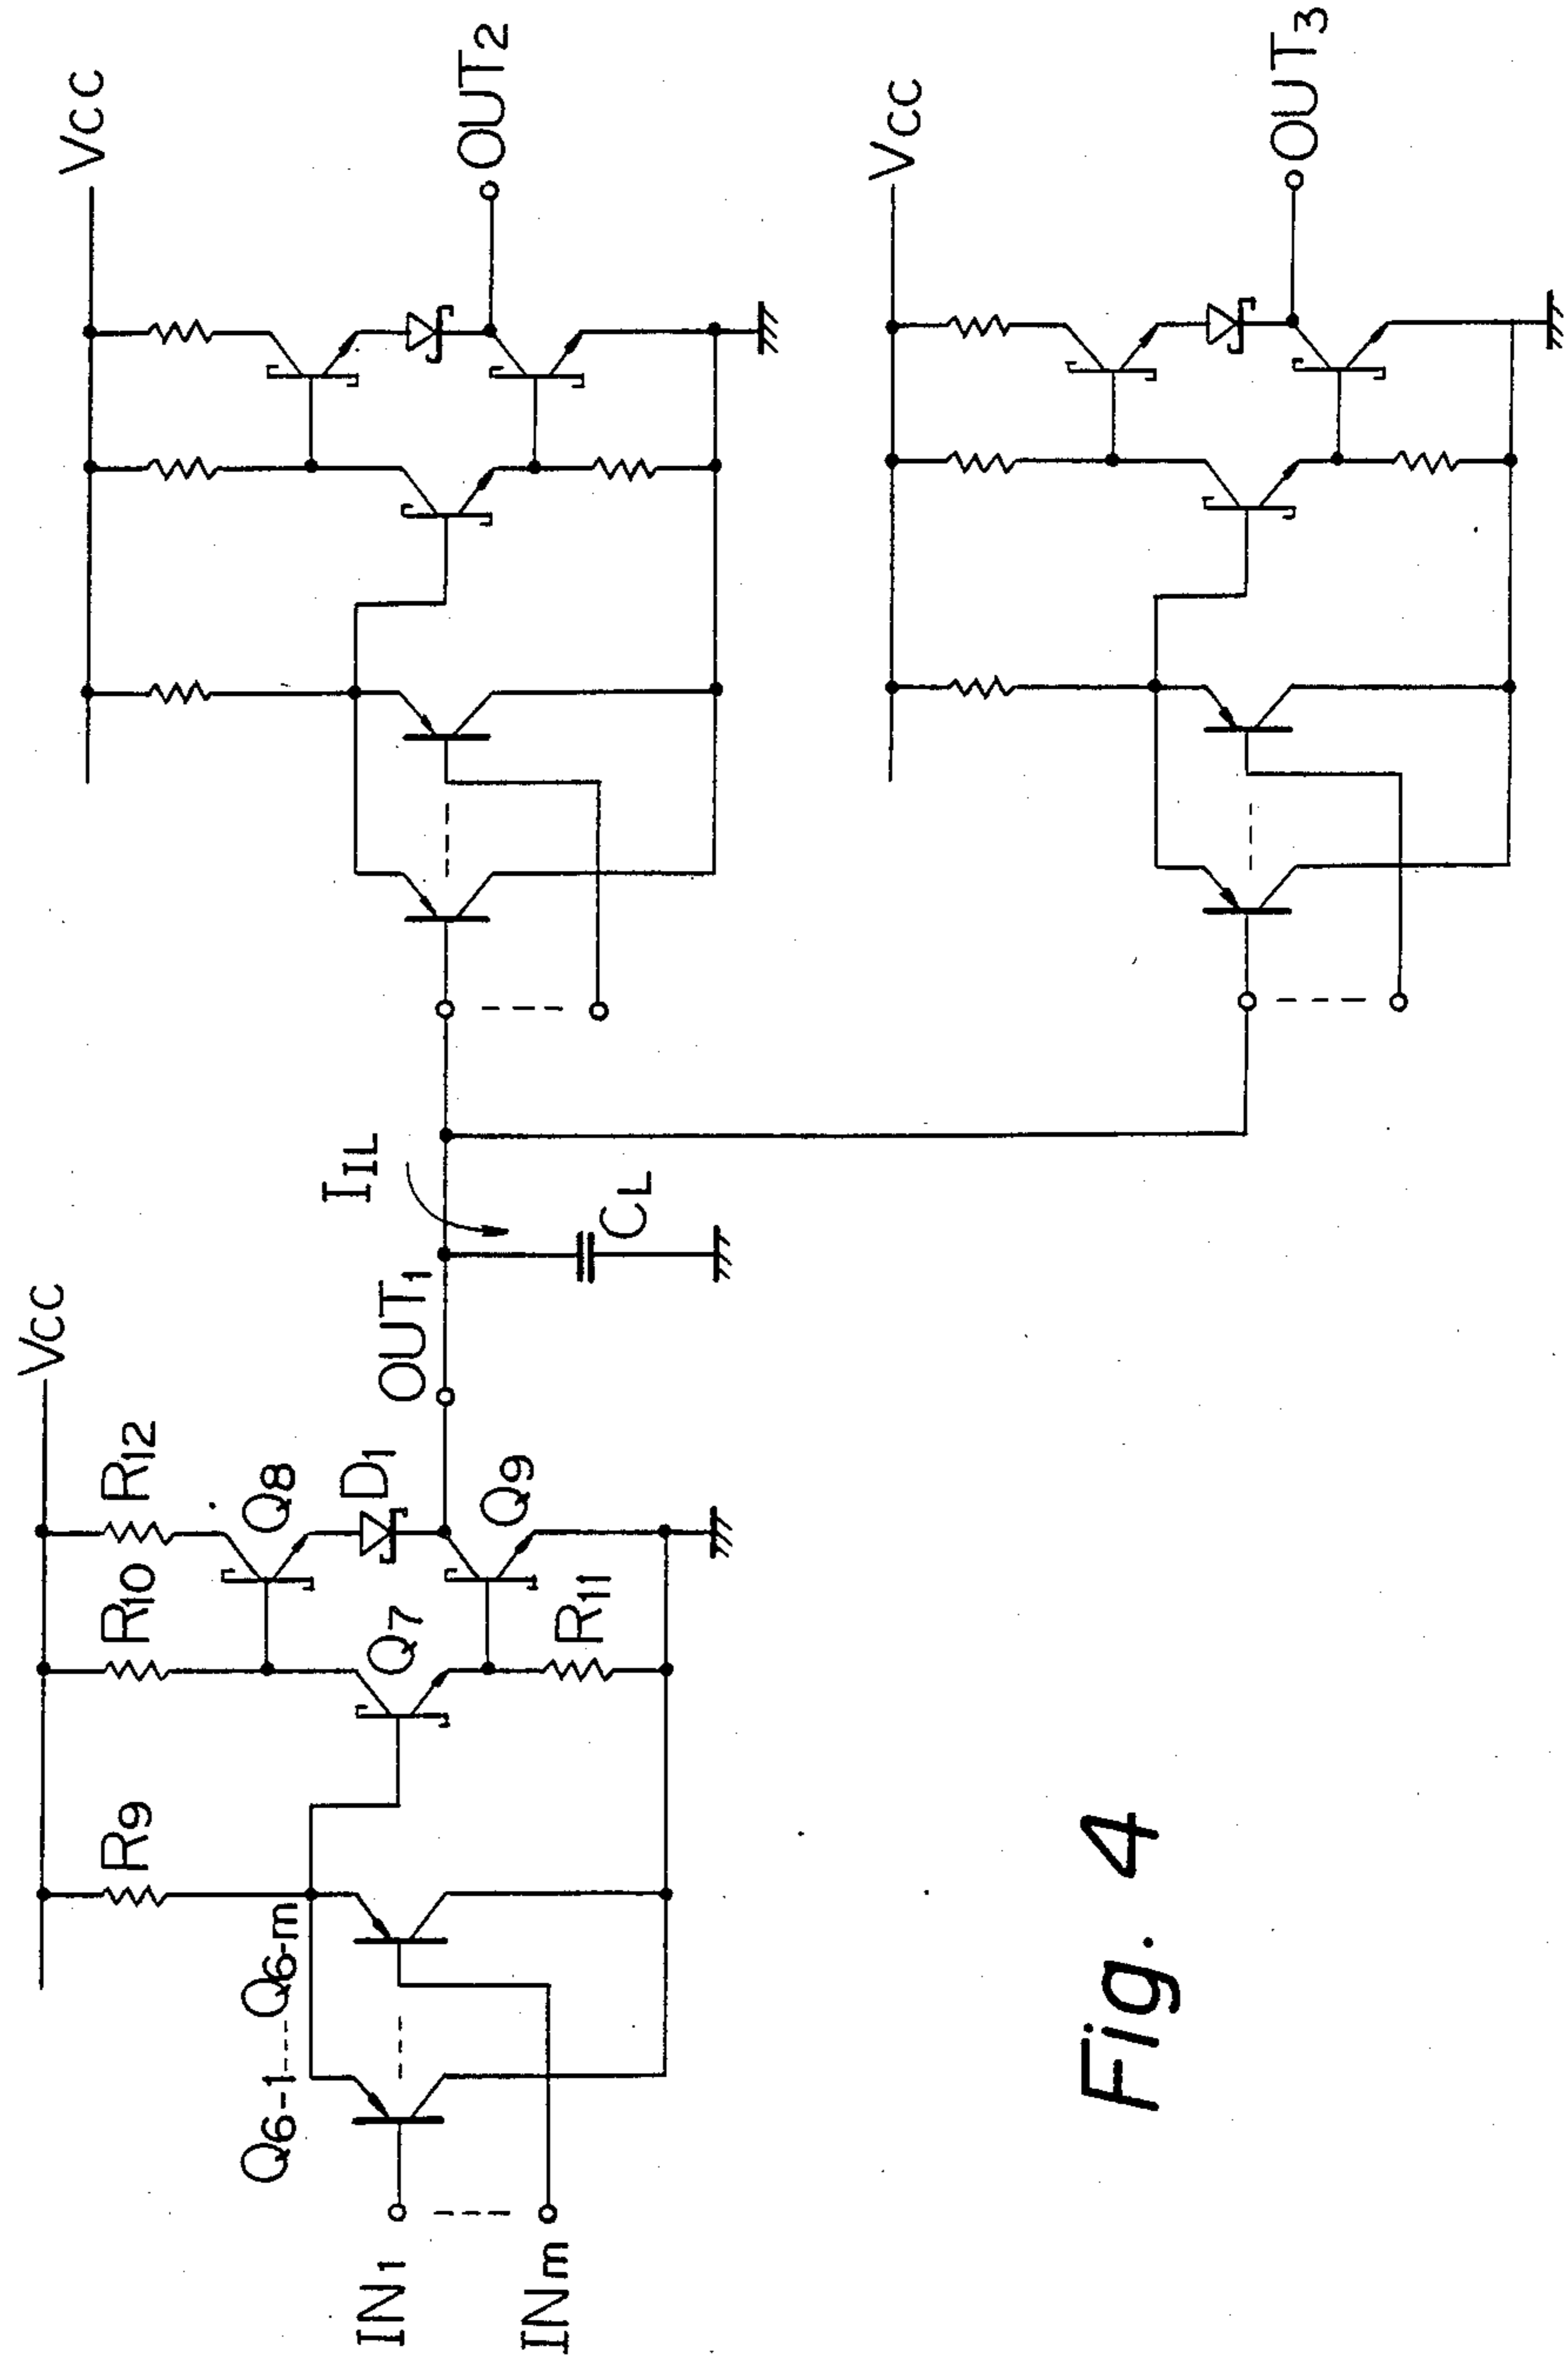 VCC
OUT2
VCC
R12
R10
Q8
D1
OUT1
IIL
R9
Q7
Q9
CL
Q6-1---Q6-m
R11
IN1
INm
VCC
OUT3
Fig. 4